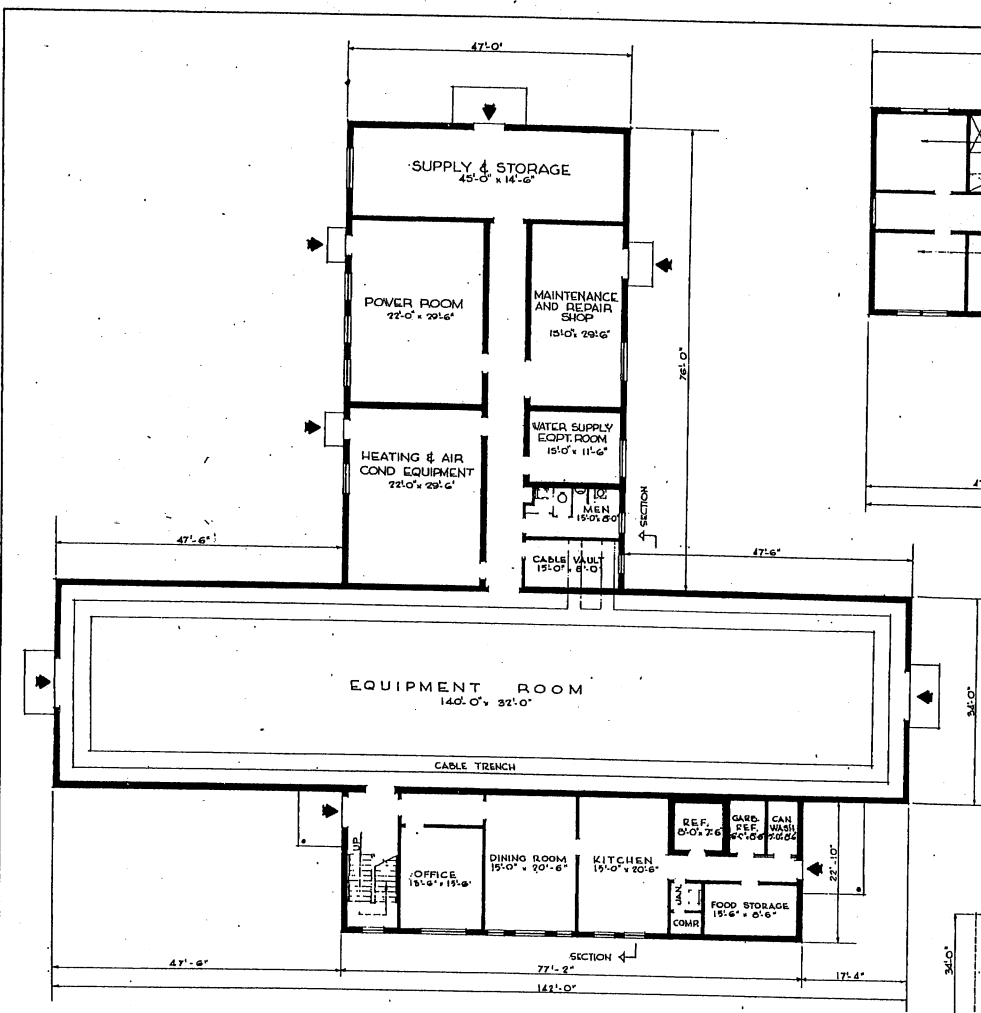 47'-0"
SUPPLY & STORAGE
45'-0" x 14'-6"
POWER ROOM
22'-0" x 29'-6"
MAINTENANCE
AND REPAIR
SHOP
15'-0" x 29'-6"
76'-0"
WATER SUPPLY
EQPT. ROOM
15'-0" x 11'-6"
HEATING & AIR
COND EQUIPMENT
22'-0" x 29'-6"
MEN
15'-0" x 8'-0"
SECTION
CABLE VAULT
15'-0" x 8'-0"
47'-6"
47'-6"
EQUIPMENT ROOM
140'-0" x 32'-0"
34'-0"
CABLE TRENCH
UP
OFFICE
DINING ROOM
15'-0" x 20'-6"
KITCHEN
15'-0" x 20'-6"
REF.
8'-0" x 7'-6"
GARB.
REF.
CAN
WASH
22'-10"
JAN.
COMP.
FOOD STORAGE
15'-6" x 8'-6"
SECTION
47'-6"
77'-2"
17'-4"
142'-0"
34'-0"